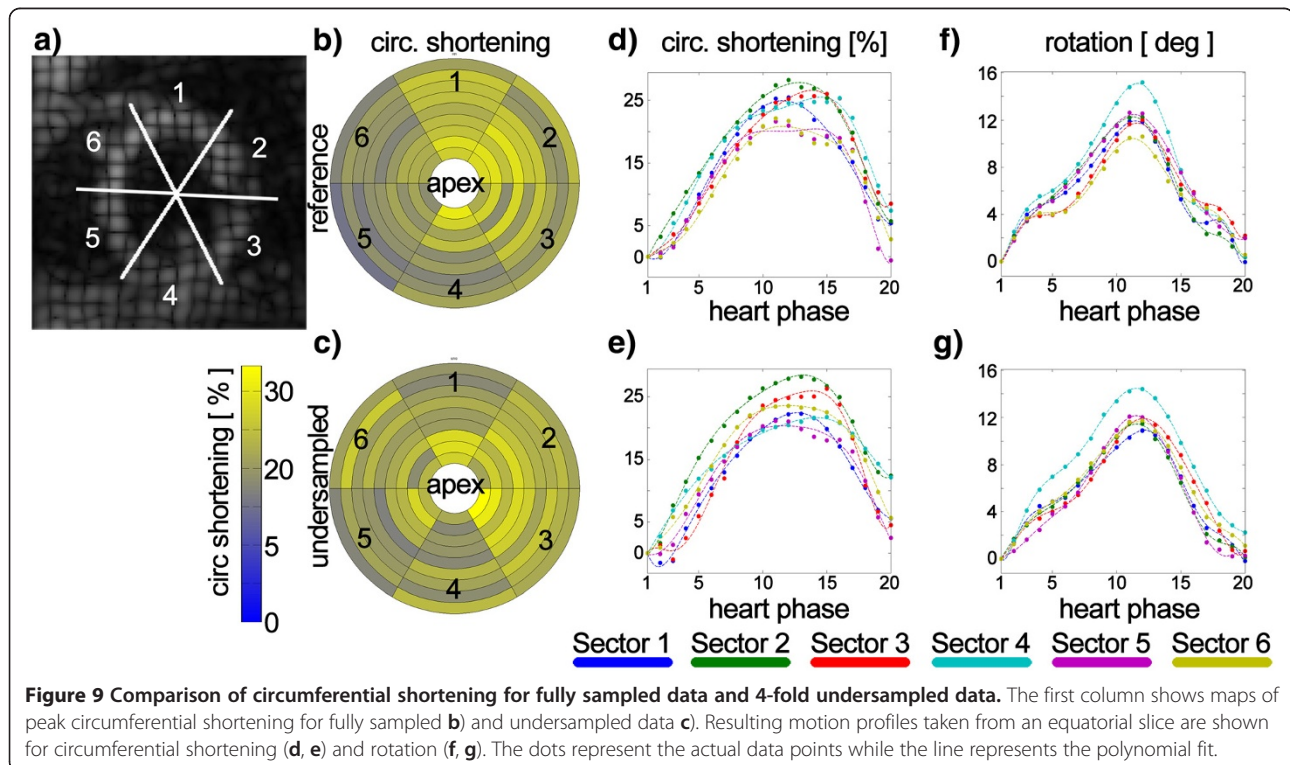 a)
1
2
3
4
5
6
b)
circ. shortening
1
2
3
4
5
6
apex
reference
c)
1
2
3
4
5
6
apex
undersampled
circ shortening [ % ]
30
20
5
0
d)
circ. shortening [%]
25
15
5
0
1 5 10 15 20
heart phase
e)
25
15
5
0
1 5 10 15 20
heart phase
f)
rotation [ deg ]
16
12
8
4
0
1 5 10 15 20
heart phase
g)
16
12
8
4
0
1 5 10 15 20
heart phase
Sector 1 Sector 2 Sector 3 Sector 4 Sector 5 Sector 6
Figure 9 Comparison of circumferential shortening for fully sampled data and 4-fold undersampled data. The first column shows maps of
peak circumferential shortening for fully sampled b) and undersampled data c). Resulting motion profiles taken from an equatorial slice are shown
for circumferential shortening (d, e) and rotation (f, g). The dots represent the actual data points while the line represents the polynomial fit.